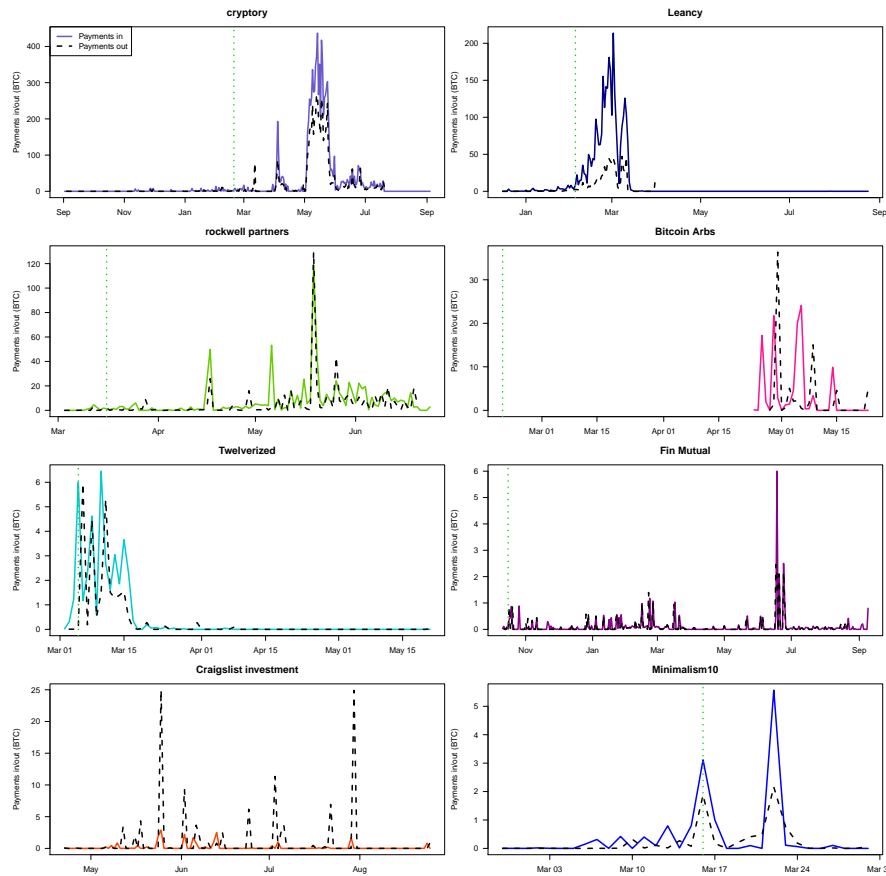 cryptory
Payments in/out (BTC)
400
300
200
100
0
Payments in
Payments out
Sep Nov Jan Mar May Jul Sep
Leancy
Payments in/out (BTC)
200
150
100
50
0
Jan Mar May Jul Sep
rockwell partners
Payments in/out (BTC)
120
100
80
60
40
20
0
Mar Apr May Jun
Bitcoin Arbs
Payments in/out (BTC)
30
20
10
0
Mar 01 Mar 15 Apr 01 Apr 15 May 01 May 15
Twelverized
Payments in/out (BTC)
6
5
4
3
2
1
0
Mar 01 Mar 15 Apr 01 Apr 15 May 01 May 15
Fin Mutual
Payments in/out (BTC)
6
5
4
3
2
1
0
Nov Jan Mar May Jul Sep
Craigslist investment
Payments in/out (BTC)
25
20
15
10
5
0
May Jun Jul Aug
Minimalism10
Payments in/out (BTC)
5
4
3
2
1
0
Mar 03 Mar 10 Mar 17 Mar 24 Mar 3